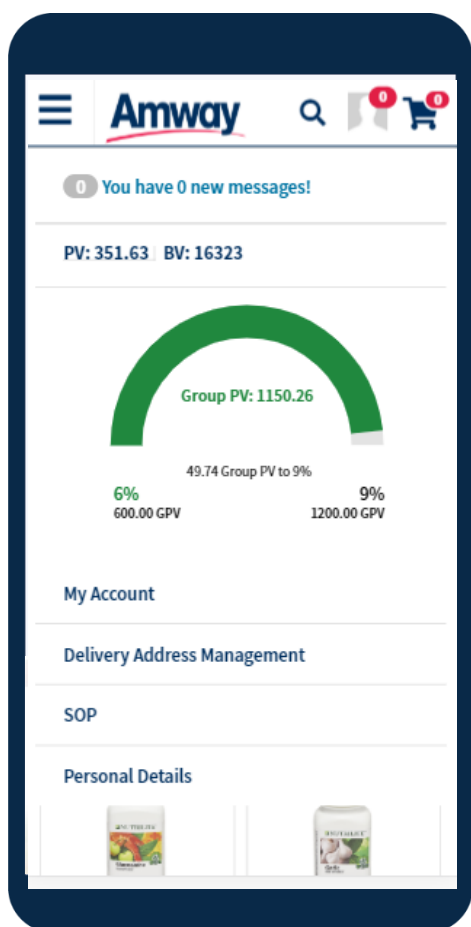 Amway
0
0
0 You have 0 new messages!
PV: 351.63 BV: 16323
Group PV: 1150.26
49.74 Group PV to 9%
6%
9%
600.00 GPV
1200.00 GPV
My Account
Delivery Address Management
SOP
Personal Details
Garlic